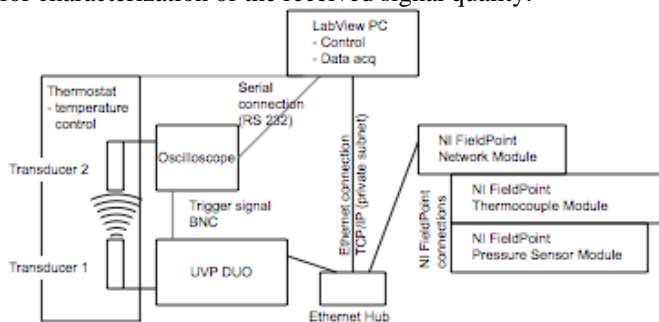 for characterization of the received signal quality.
LabView PC
- Control
- Data acq
Thermostat
- temperature
control
Serial
connection
(RS 232)
Oscilloscope
Transducer 2
Trigger signal
BNC
Transducer 1
UVP DUO
Ethernet connection
TCP/IP (private subnet)
Ethernet Hub
NI FieldPoint
Network Module
NI FieldPoint
connections
NI FieldPoint
Thermocouple Module
NI FieldPoint
Pressure Sensor Module